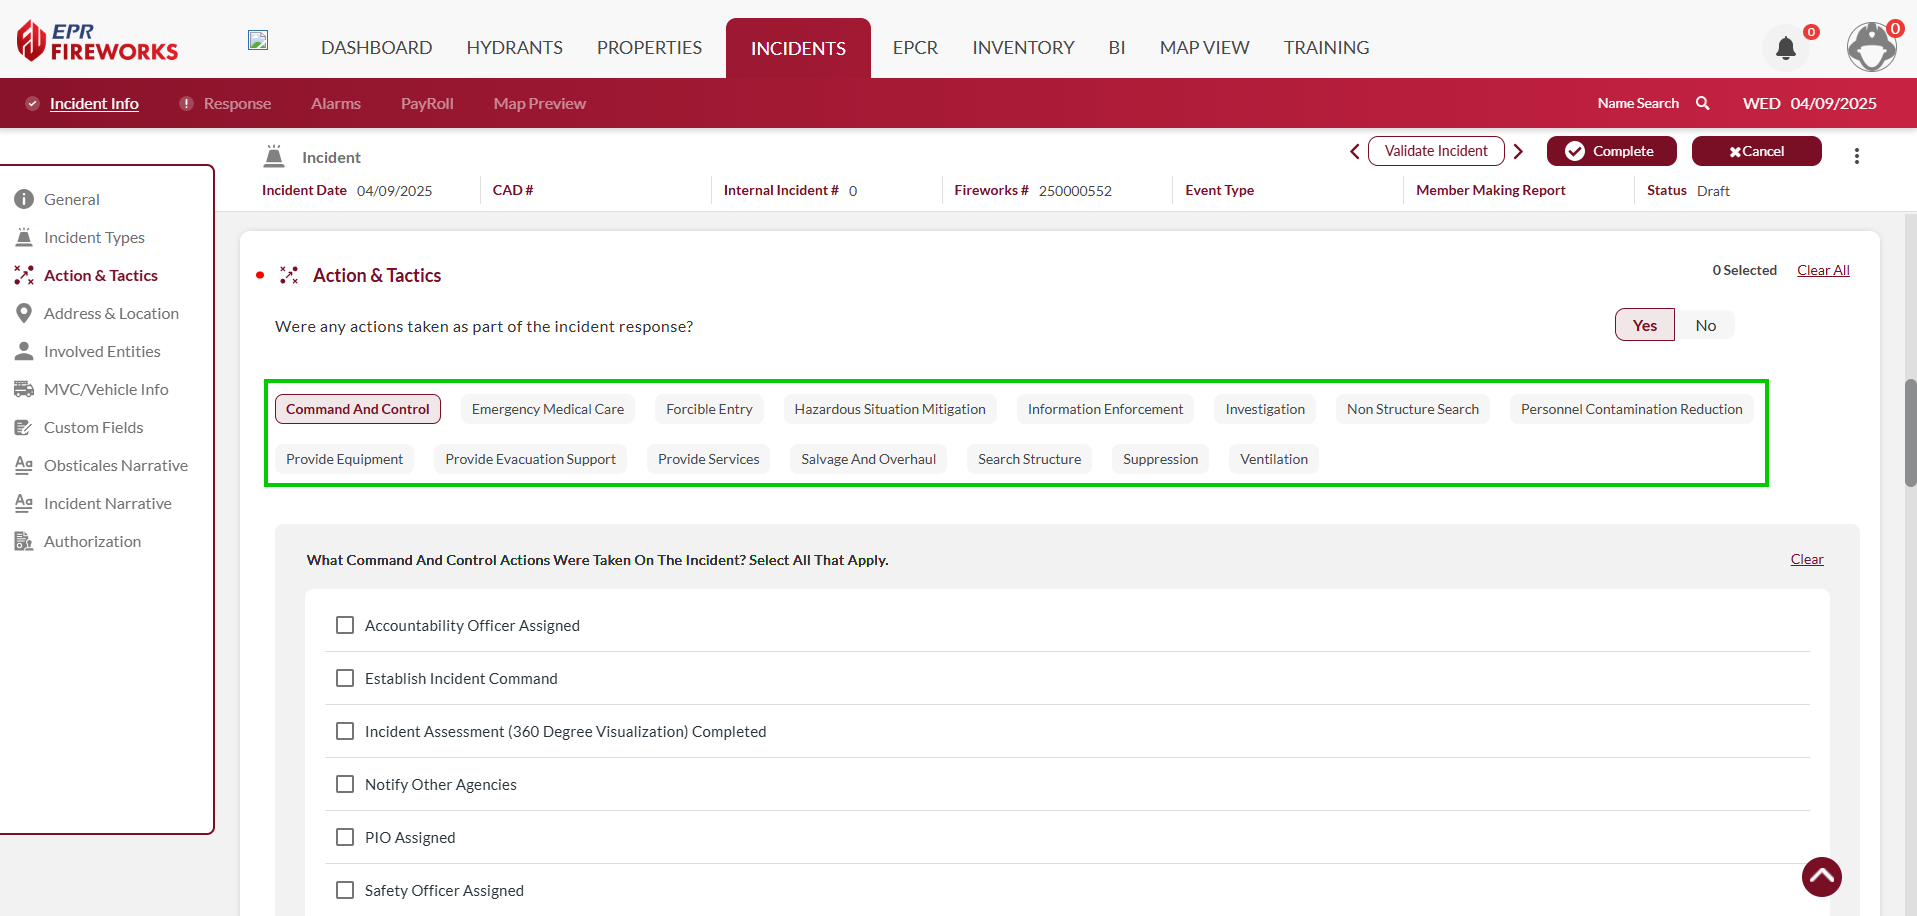 EPR
FIREWORKS
DASHBOARD HYDRANTS PROPERTIES INCIDENTS EPCR INVENTORY BI MAP VIEW TRAINING
0
0
Incident Info Response Alarms PayRoll Map Preview Name Search WED 04/09/2025
Incident
Validate Incident Complete Cancel
Incident Date 04/09/2025 CAD # Internal Incident # 0 Fireworks # 250000552 Event Type Member Making Report Status Draft
General
Incident Types
Action & Tactics
Address & Location
Involved Entities
MVC/Vehicle Info
Custom Fields
Obsticales Narrative
Incident Narrative
Authorization
Action & Tactics
0 Selected Clear All
Were any actions taken as part of the incident response?
Yes No
Command And Control Emergency Medical Care Forcible Entry Hazardous Situation Mitigation Information Enforcement Investigation Non Structure Search Personnel Contamination Reduction
Provide Equipment Provide Evacuation Support Provide Services Salvage And Overhaul Search Structure Suppression Ventilation
What Command And Control Actions Were Taken On The Incident? Select All That Apply.
Clear
Accountability Officer Assigned
Establish Incident Command
Incident Assessment (360 Degree Visualization) Completed
Notify Other Agencies
PIO Assigned
Safety Officer Assigned